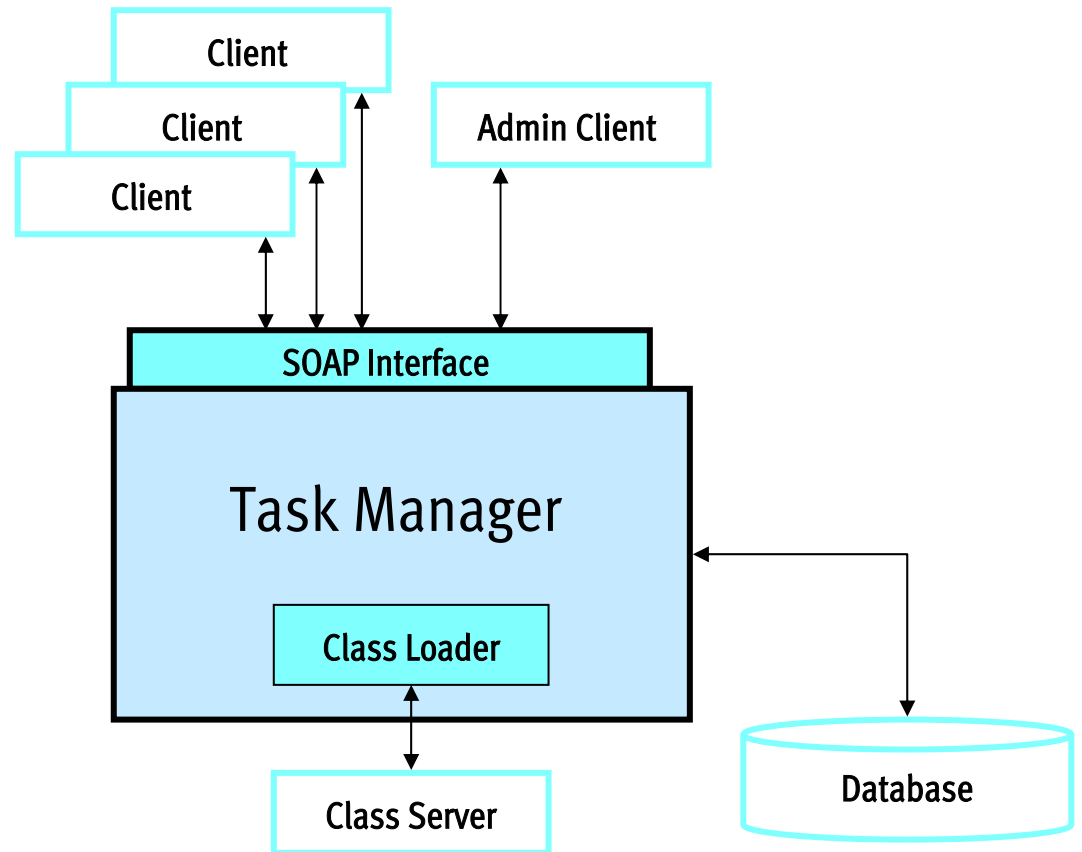 Client
Client
Client
Admin Client
SOAP Interface
Task Manager
Class Loader
Class Server
Database